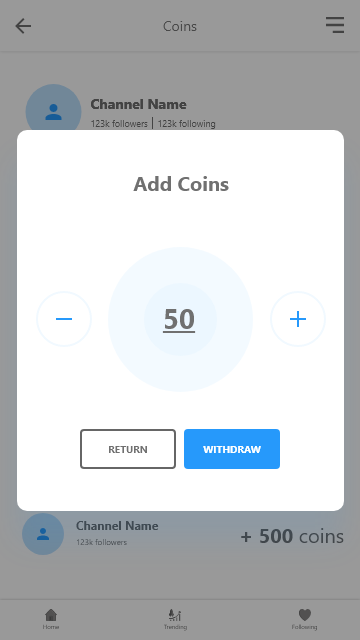 Coins
Channel Name
123k followers | 123k following
Add Coins
50
RETURN
WITHDRAW
Channel Name
123k followers
+ 500 coins
Home
Trending
Following